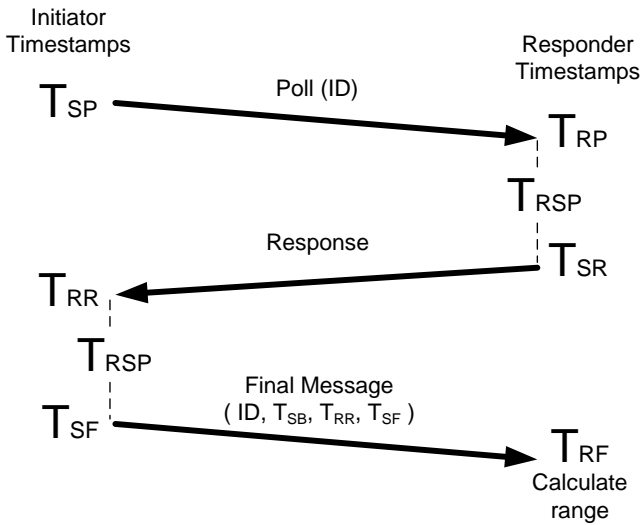 Initiator
Timestamps
Responder
Timestamps
TSP
Poll (ID)
TRP
TRSP
Response
TSR
TRR
TRSP
Final Message
( ID, TSB, TRR, TSF )
TSF
TRF
Calculate
range